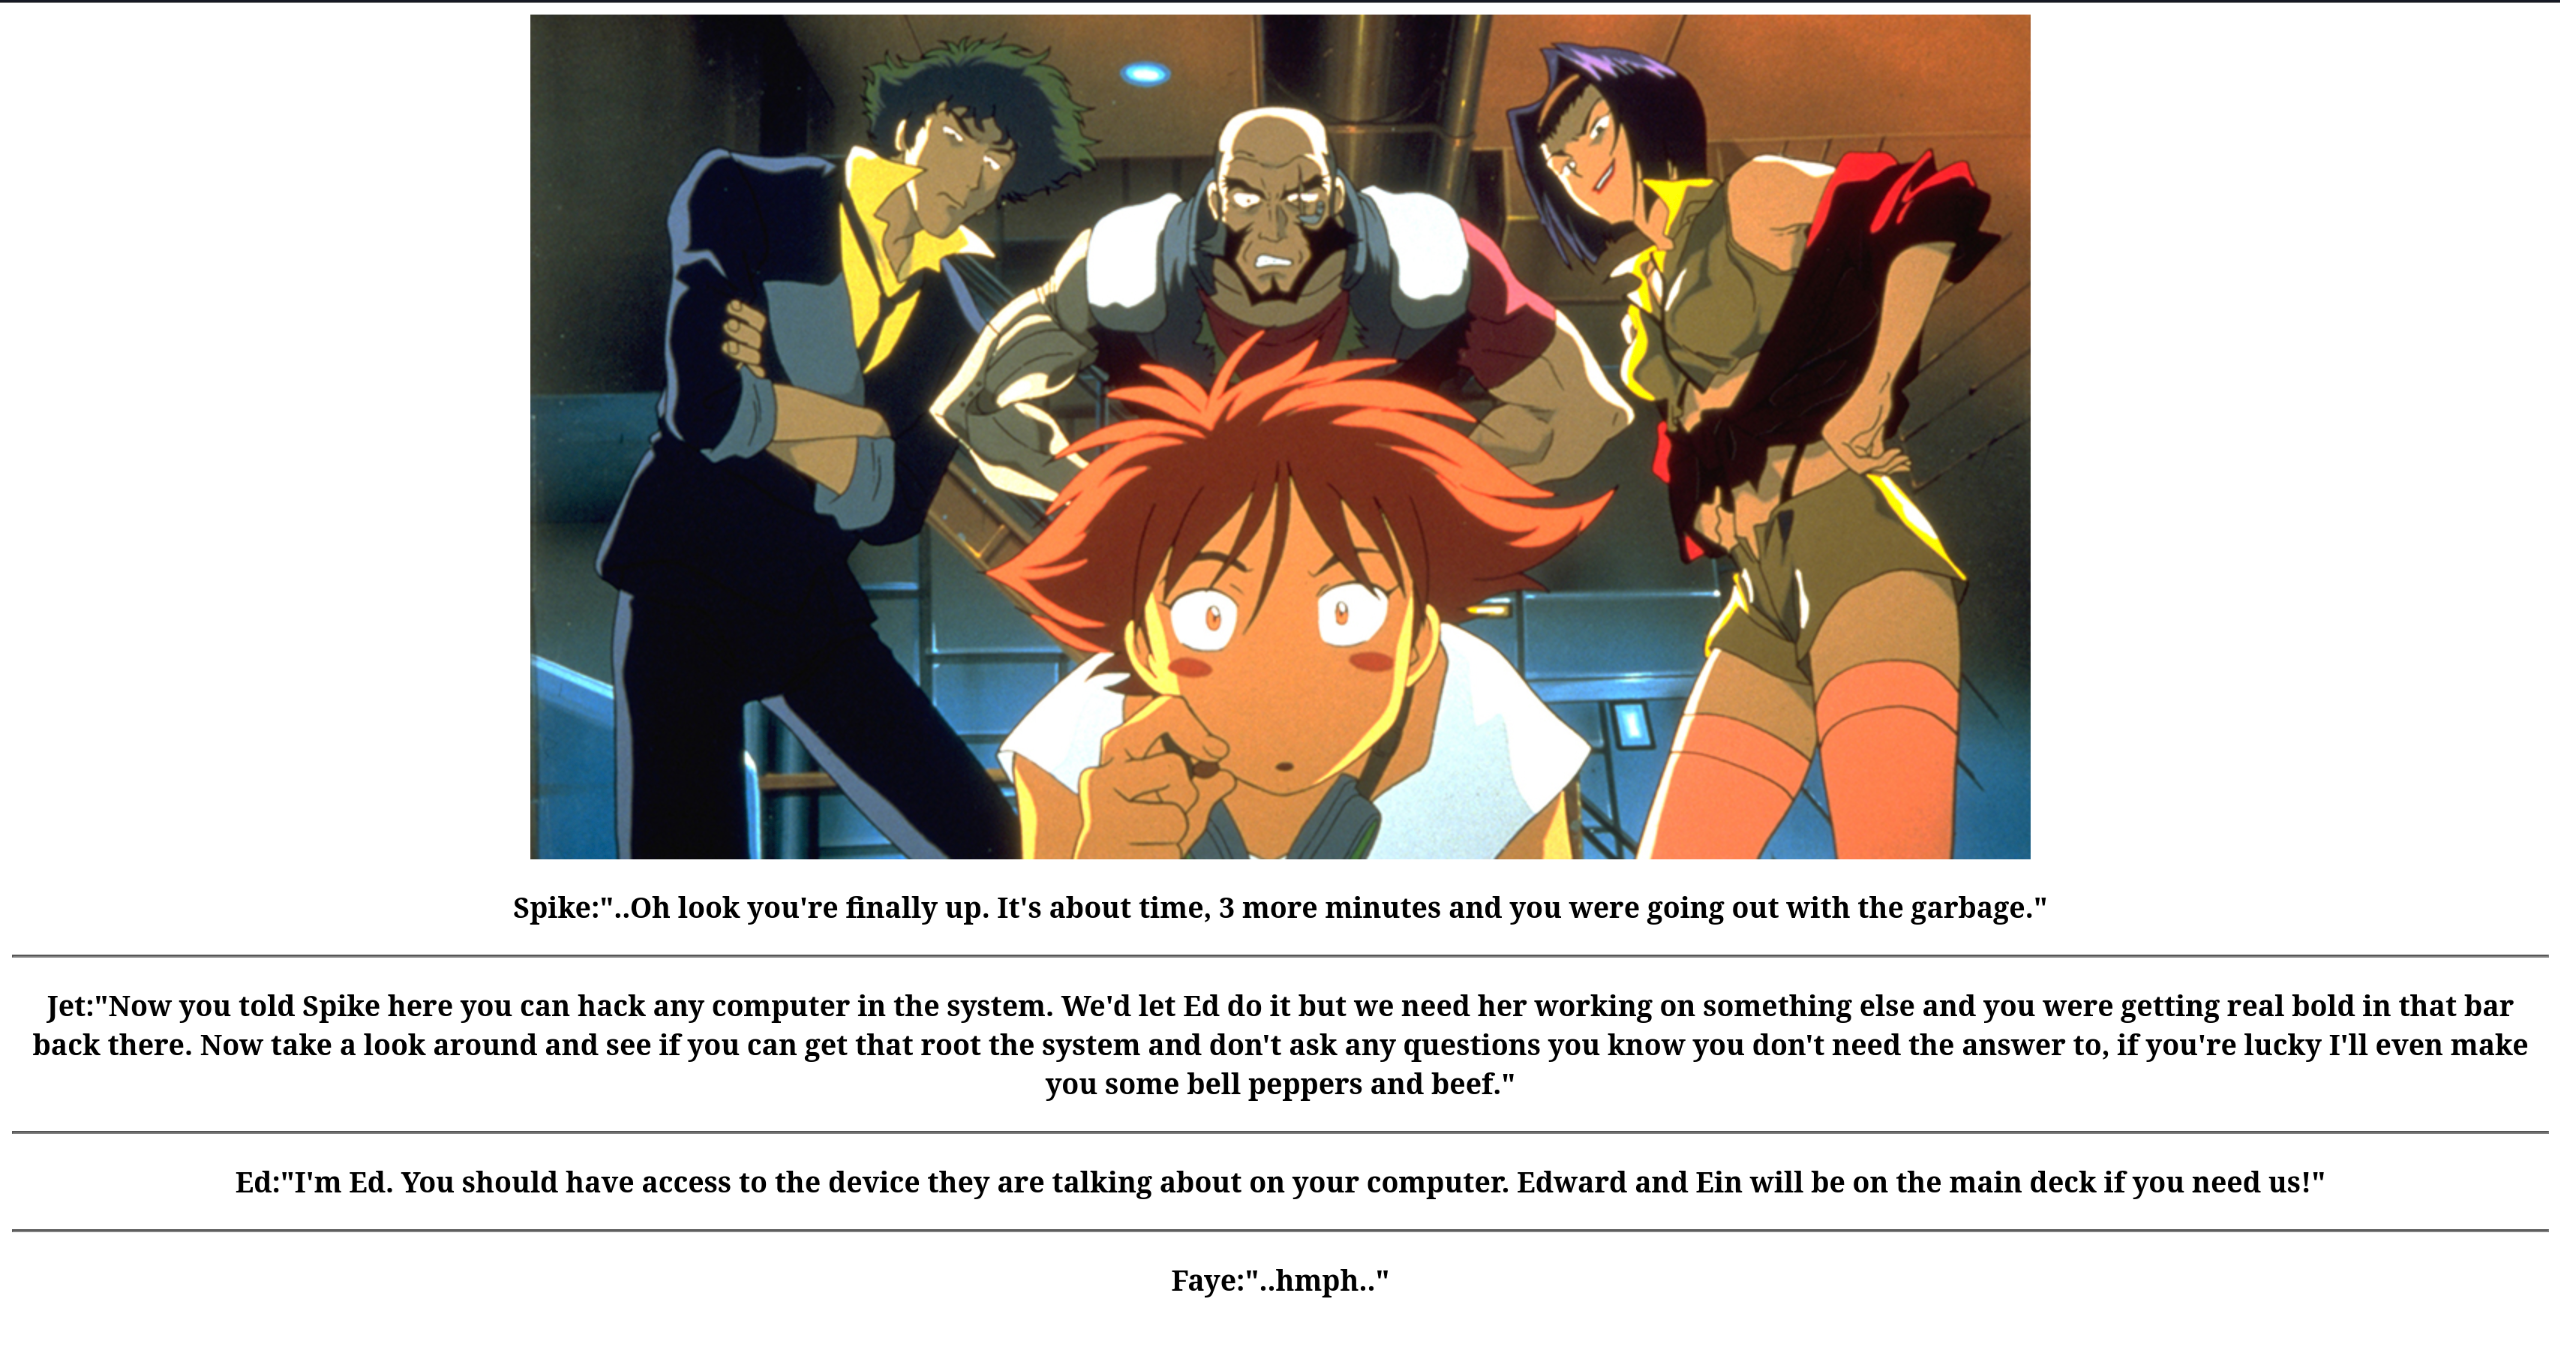 Spike:"..Oh look you're finally up. It's about time, 3 more minutes and you were going out with the garbage."
Jet:"Now you told Spike here you can hack any computer in the system. We'd let Ed do it but we need her working on something else and you were getting real bold in that bar
back there. Now take a look around and see if you can get that root the system and don't ask any questions you know you don't need the answer to, if you're lucky I'll even make
you some bell peppers and beef."
Ed:"I'm Ed. You should have access to the device they are talking about on your computer. Edward and Ein will be on the main deck if you need us!"
Faye:"..hmph.."